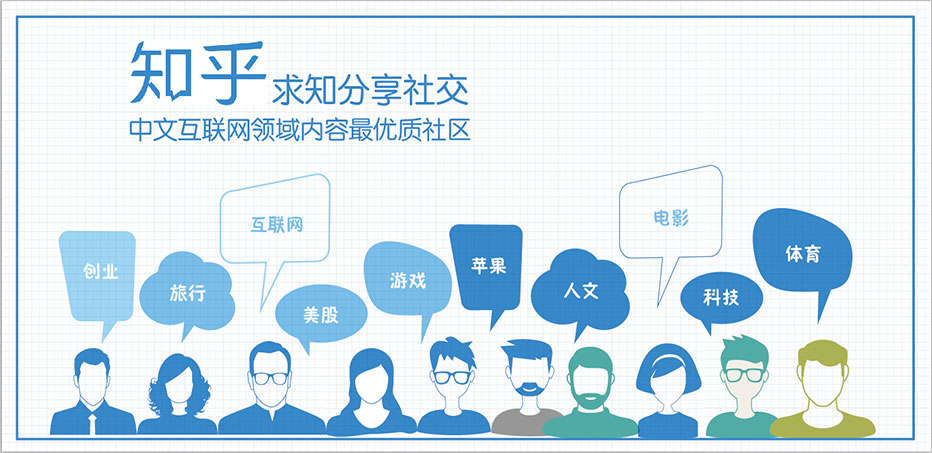 知乎 求知分享社交
中文互联网领域内容最优质社区
创业
旅行
互联网
美股
游戏
苹果
人文
电影
科技
体育